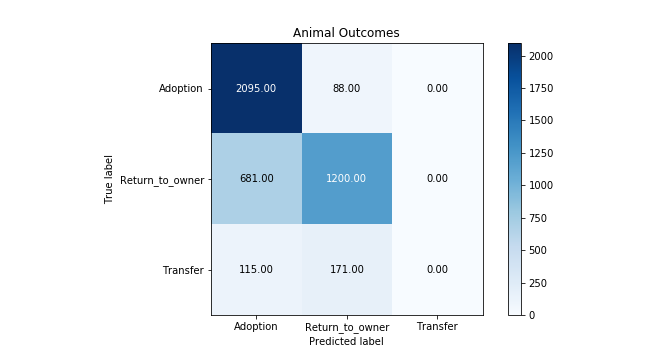 Animal Outcomes
Adoption
2095.00 88.00 0.00
Return_to_owner
681.00 1200.00 0.00
Transfer
115.00 171.00 0.00
True label
Adoption Return_to_owner Transfer
Predicted label
2000
1750
1500
1250
1000
750
500
250
0